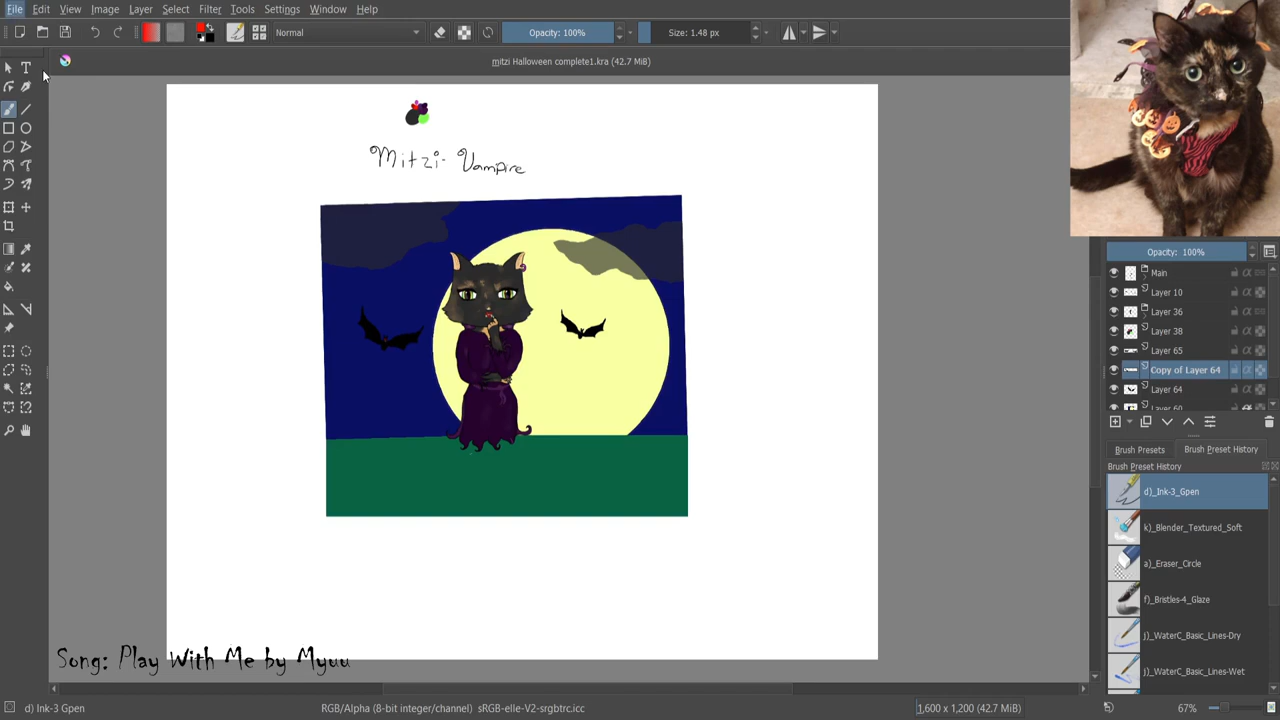 File Edit View Image Layer Select Filter Tools Settings Window Help
Normal Opacity: 100% Size: 1.48 px
mitzi Halloween complete1.kra (42.7 MiB)
Mitzi- Vampire
Opacity: 100%
Main
Layer 10
Layer 36
Layer 38
Layer 65
Copy of Layer 64
Layer 64
Layer 60
Brush Presets Brush Preset History
Brush Preset History
d)_Ink-3_Gpen
k)_Blender_Textured_Soft
a)_Eraser_Circle
f)_Bristles-4_Glaze
j)_WaterC_Basic_Lines-Dry
j)_WaterC_Basic_Lines-Wet
Song: Play With Me by Myuu
d) Ink-3 Gpen RGB/Alpha (8-bit integer/channel) sRGB-elle-V2-srgbtrc.icc 1,600 x 1,200 (42.7 MiB) 67%